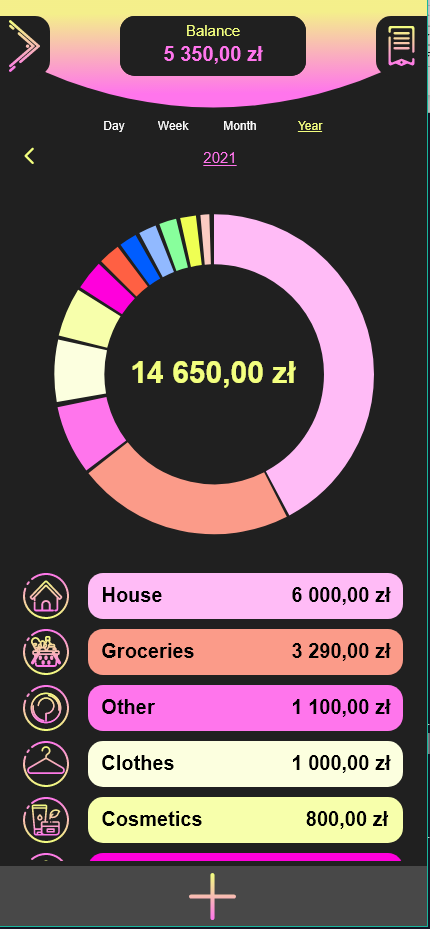 Balance
5 350,00 zł
Day Week Month Year
2021
14 650,00 zł
House 6 000,00 zł
Groceries 3 290,00 zł
Other 1 100,00 zł
Clothes 1 000,00 zł
Cosmetics 800,00 zł